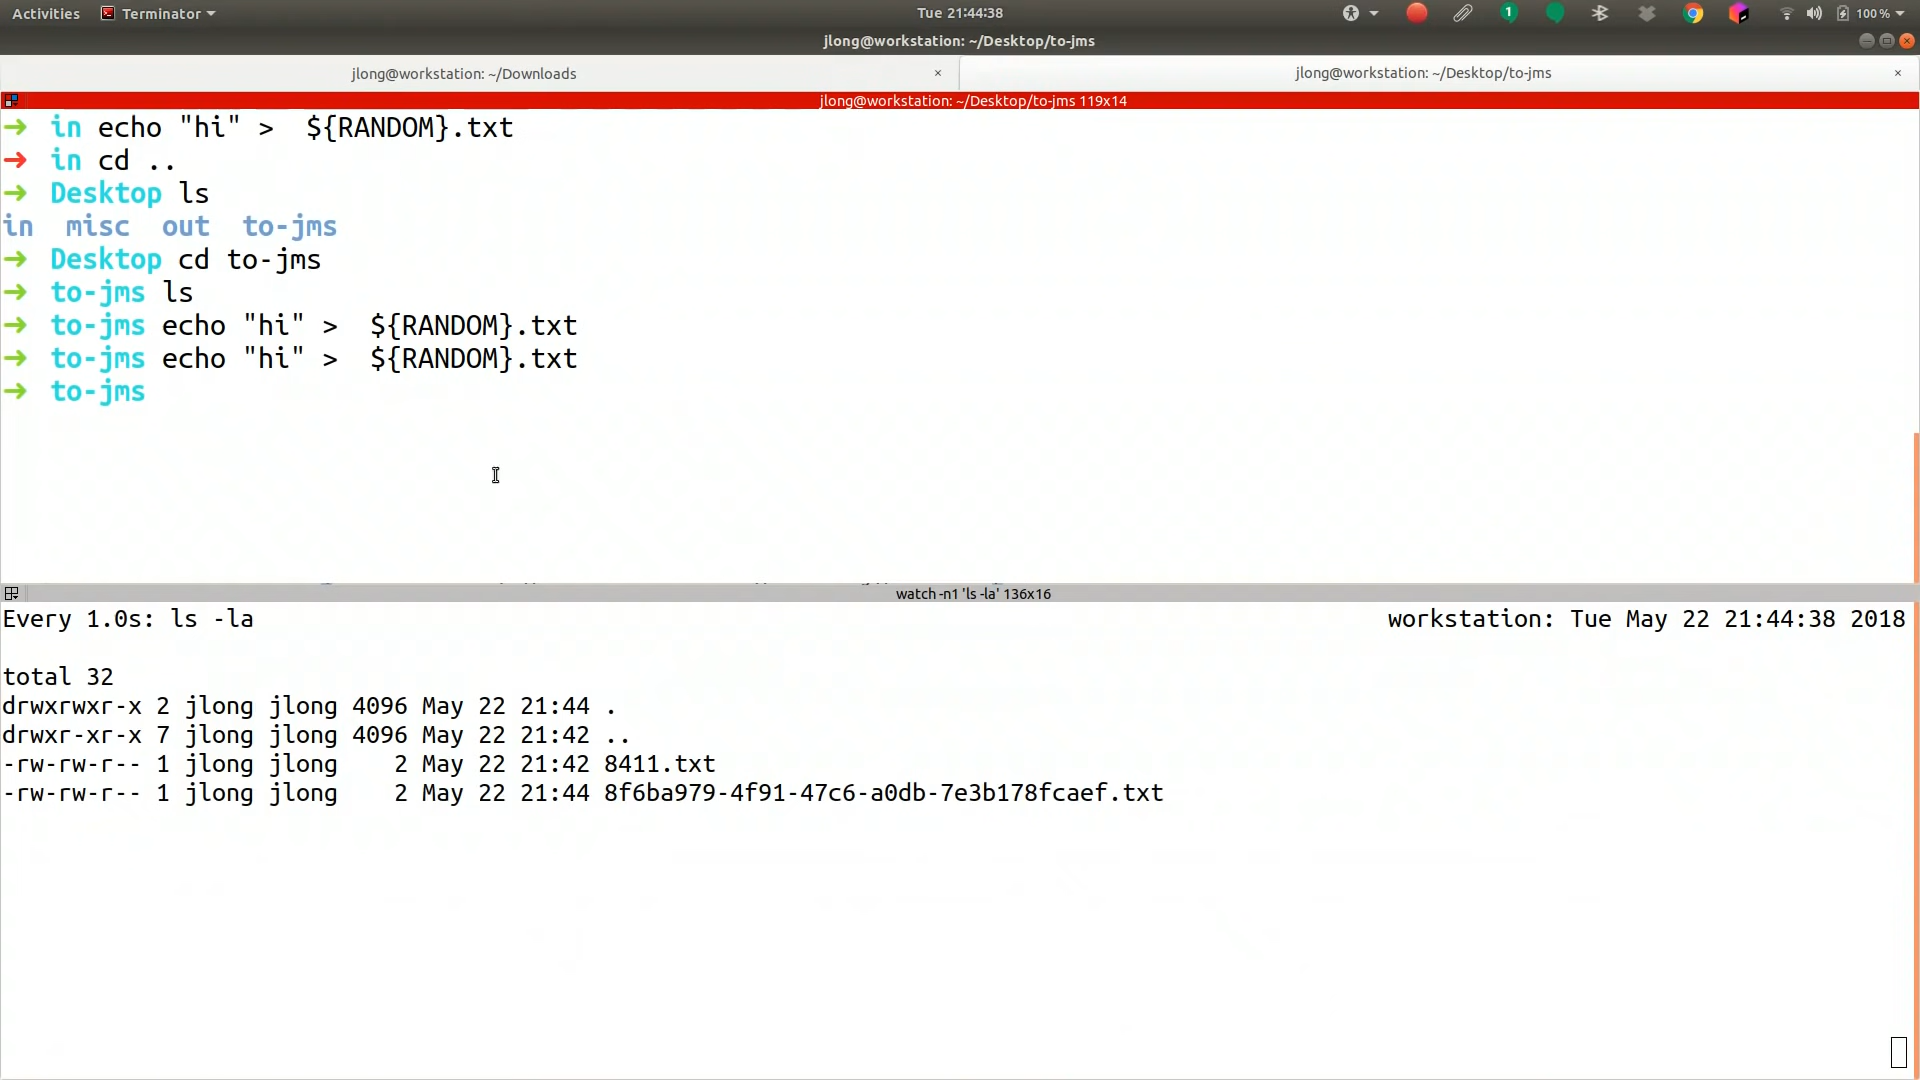 Activities Terminator Tue 21:44:38 1 100 %
jlong@workstation: ~/Desktop/to-jms
jlong@workstation: ~/Downloads × jlong@workstation: ~/Desktop/to-jms ×
jlong@workstation: ~/Desktop/to-jms 119x14
➜ in echo "hi" >  ${RANDOM}.txt
➜ in cd ..
➜ Desktop ls
in misc out to-jms
➜ Desktop cd to-jms
➜ to-jms ls
➜ to-jms echo "hi" >  ${RANDOM}.txt
➜ to-jms echo "hi" >  ${RANDOM}.txt
➜ to-jms
watch -n1 'ls -la' 136x16
Every 1.0s: ls -la workstation: Tue May 22 21:44:38 2018
total 32
drwxrwxr-x 2 jlong jlong 4096 May 22 21:44 .
drwxr-xr-x 7 jlong jlong 4096 May 22 21:42 ..
-rw-rw-r-- 1 jlong jlong    2 May 22 21:42 8411.txt
-rw-rw-r-- 1 jlong jlong    2 May 22 21:44 8f6ba979-4f91-47c6-a0db-7e3b178fcaef.txt